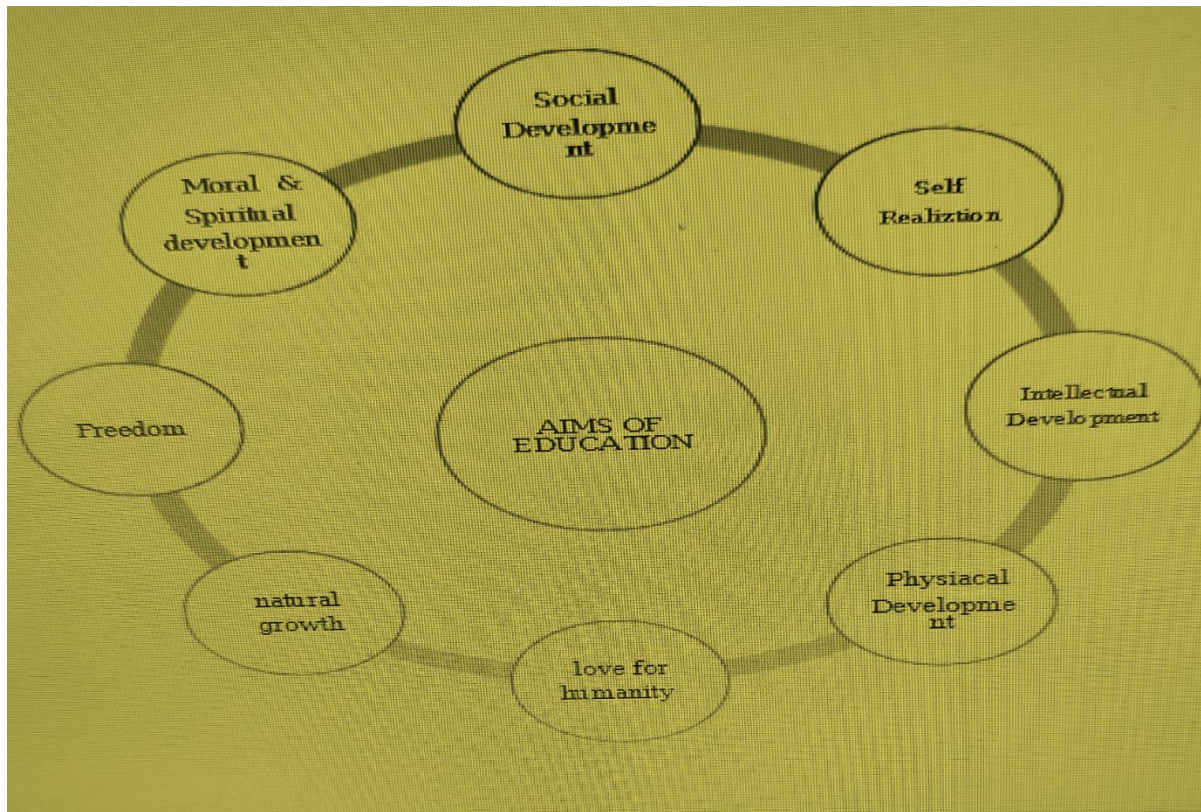 Social
Developme
nt
Self
Realiztion
Intellectual
Development
Physiacal
Developme
nt
love for
humanity
natural
growth
Freedom
Moral &
Spiritual
developmen
t
AIMS OF
EDUCATION